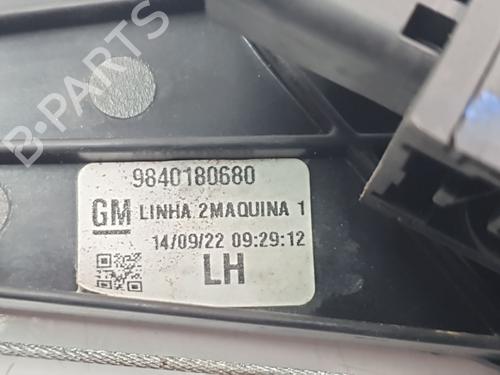 B-PARTS
9840180680
GM LINHA 2MAQUINA 1
14/09/22 09:29:12
LH